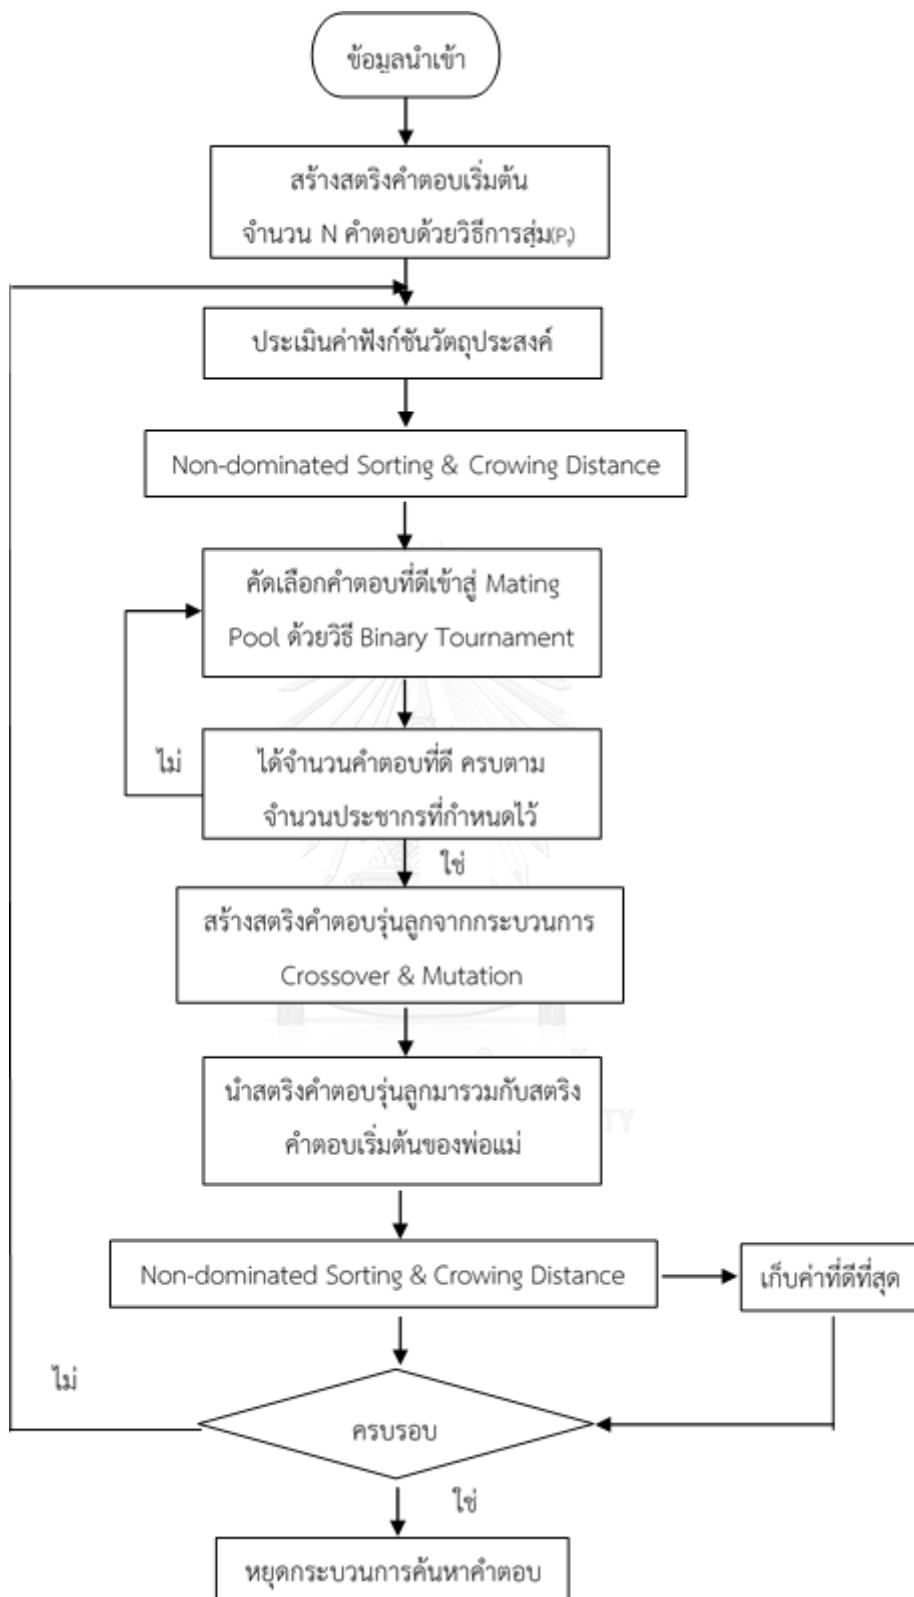 ข้อมูลนำเข้า
สร้างสตริงคำตอบเริ่มต้น
จำนวน N คำตอบด้วยวิธีการสุ่ม
ประเมินค่าฟังก์ชันวัตถุประสงค์
Non-dominated Sorting & Crowing Distance
คัดเลือกคำตอบที่ดีเข้าสู่ Mating
Pool ด้วยวิธี Binary Tournament
ไม่
ได้จำนวนคำตอบที่ดี ครบตาม
จำนวนประชากรที่กำหนดไว้
ใช่
สร้างสตริงคำตอบรุ่นลูกจากกระบวนการ
Crossover & Mutation
นำสตริงคำตอบรุ่นลูกมารวมกับสตริง
คำตอบเริ่มต้นของพ่อแม่
Non-dominated Sorting & Crowing Distance
เก็บค่าที่ดีที่สุด
ไม่
ครบรอบ
ใช่
หยุดกระบวนการค้นหาคำตอบ